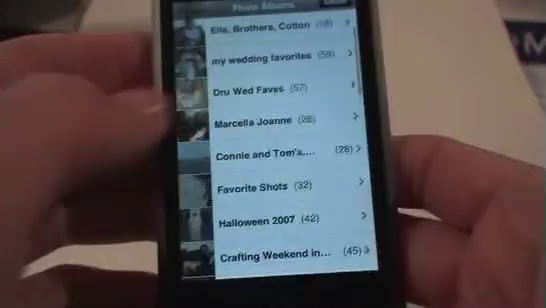 Photo Albums
Elle, Brothers, Cotton (18)
my wedding favorites (59)
Dru Wed Faves (57)
Marcella Joanne (28)
Connie and Tom's,... (28)
Favorite Shots (32)
Halloween 2007 (42)
Crafting Weekend in... (45)
M